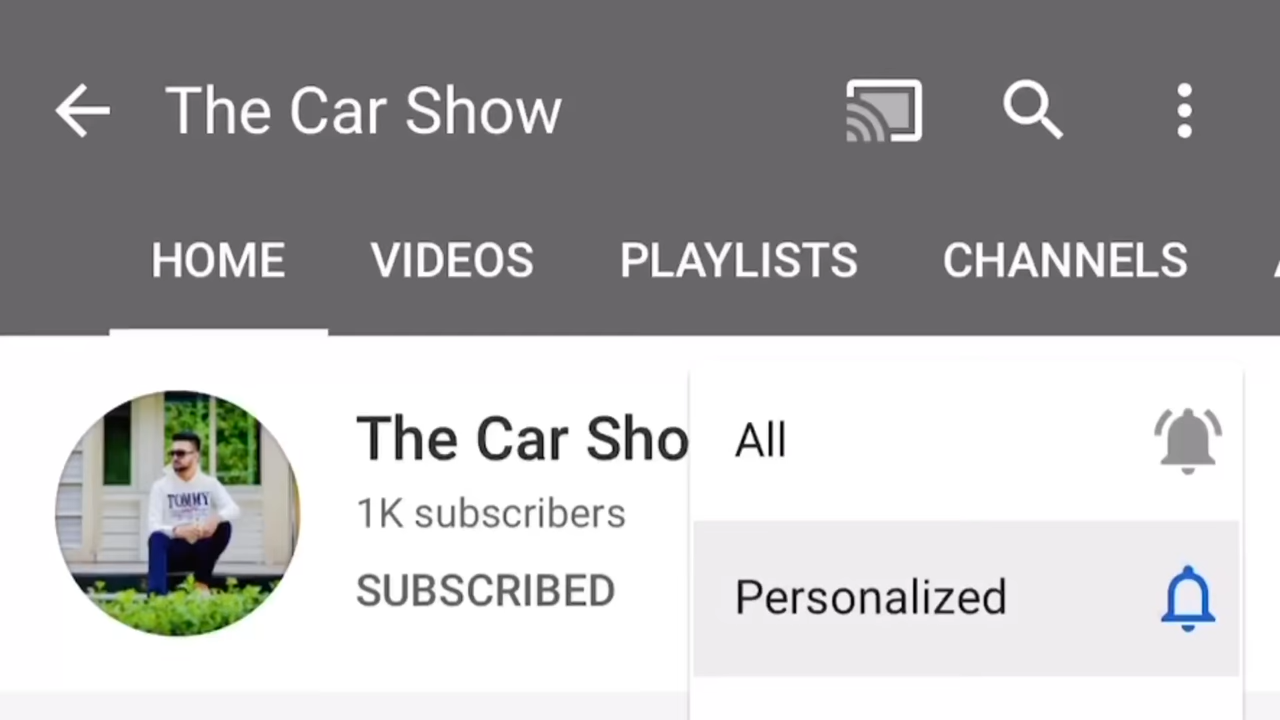 The Car Show
HOME VIDEOS PLAYLISTS CHANNELS
The Car Sho
1K subscribers
SUBSCRIBED
All
Personalized
TOMMY